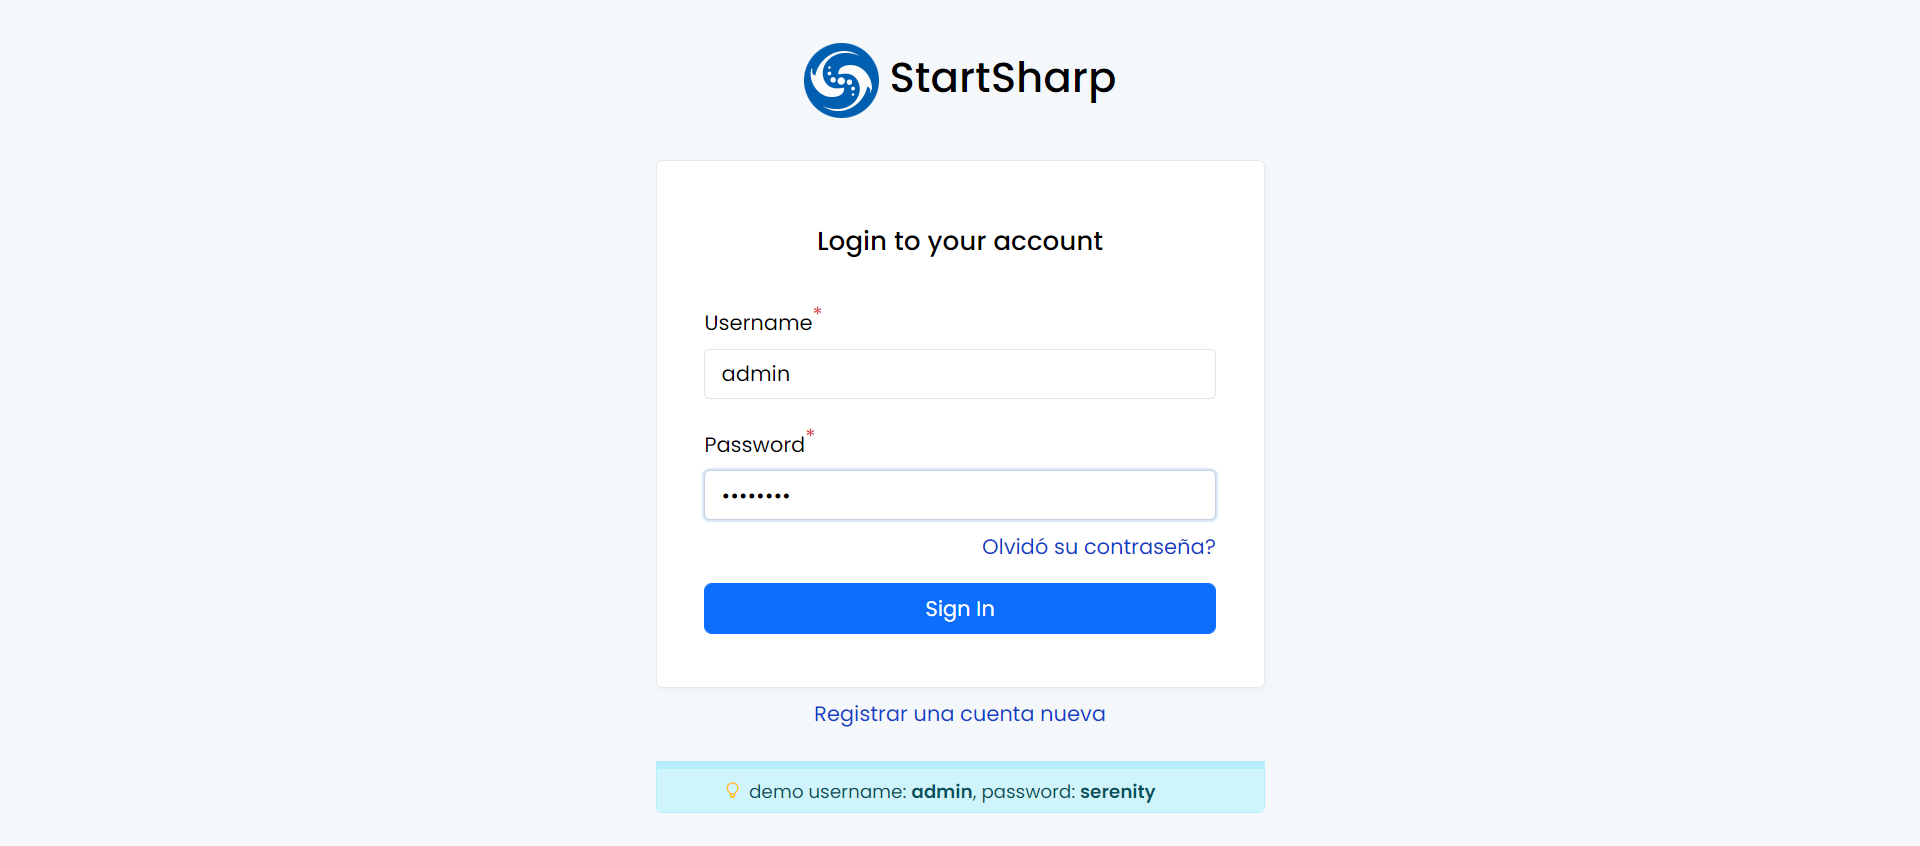 StartSharp
Login to your account
Username*
admin
Password*
••••••••
Olvidó su contraseña?
Sign In
Registrar una cuenta nueva
demo username: admin, password: serenity